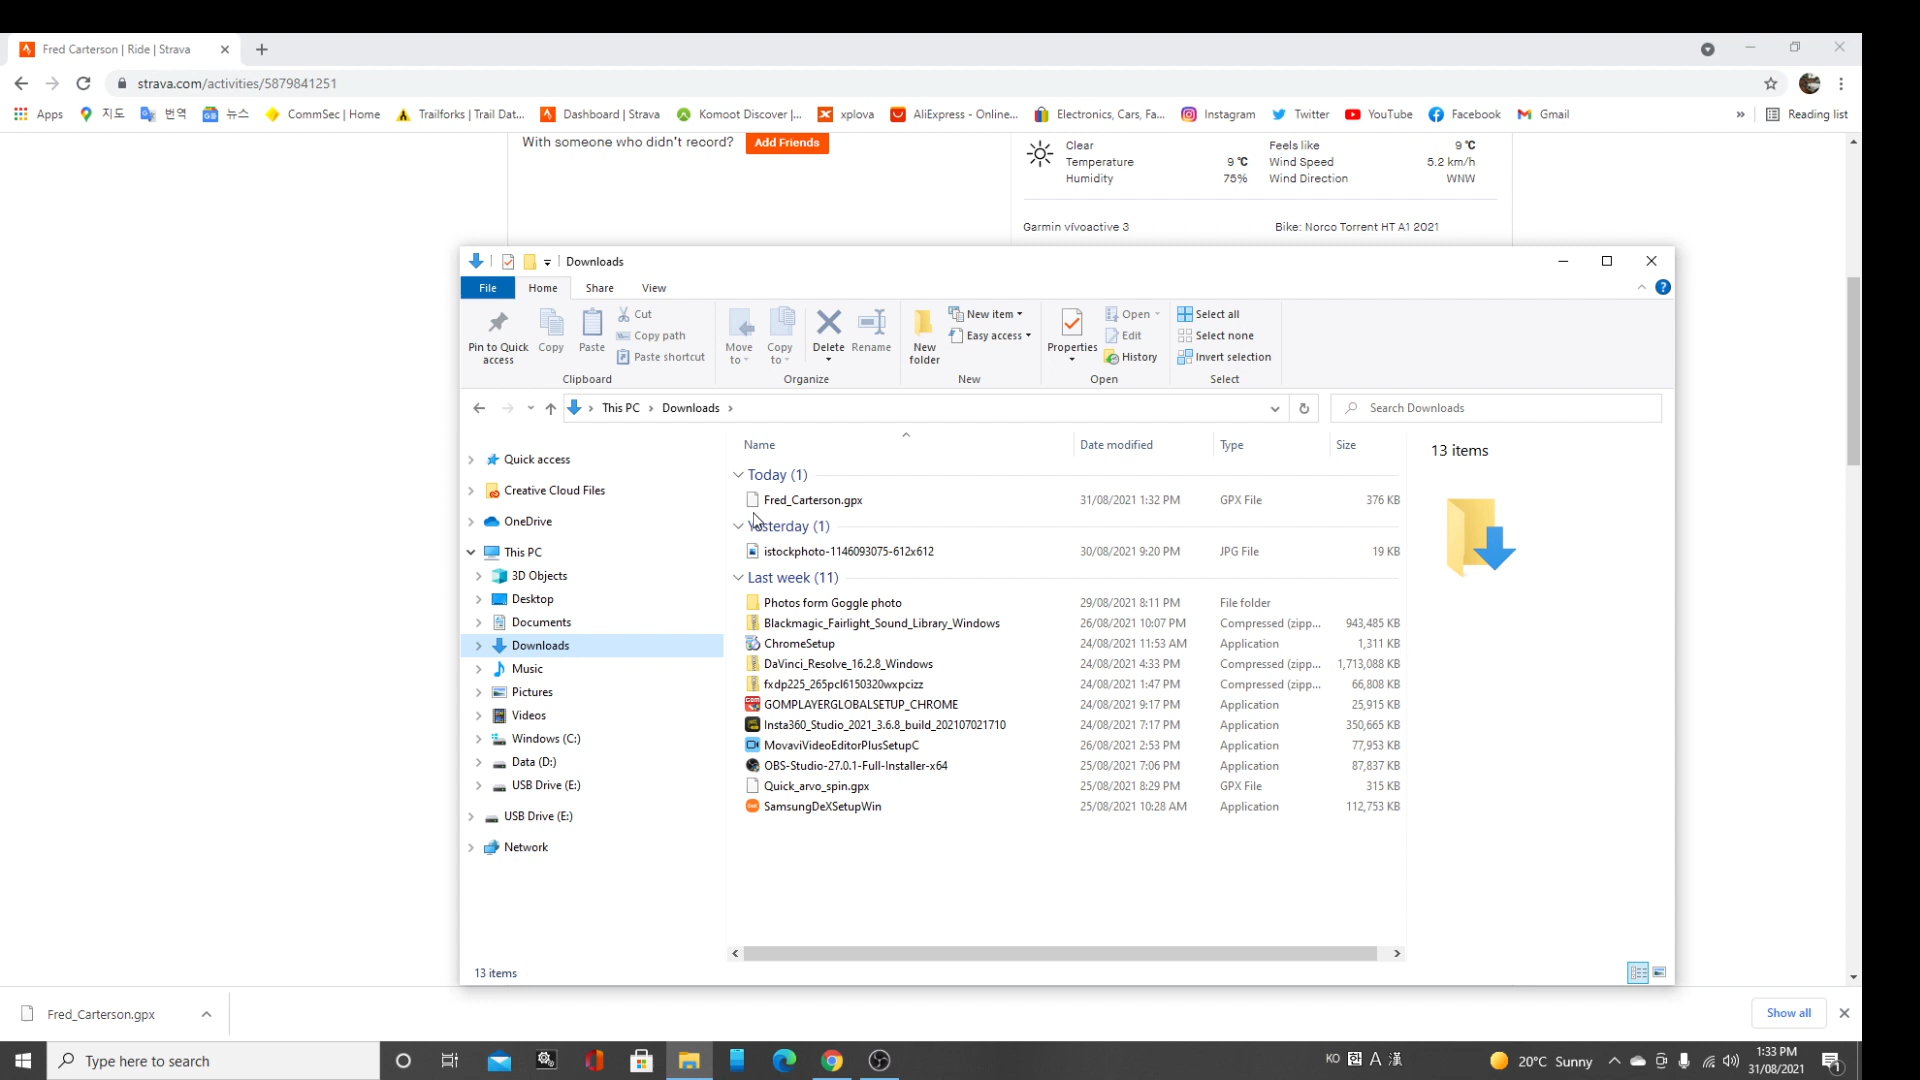 Fred Carterson | Ride | Strava
strava.com/activities/5879841251
Apps 지도 번역 뉴스 CommSec | Home Trailforks | Trail Dat... Dashboard | Strava Komoot Discover |... xplova AliExpress - Online... Electronics, Cars, Fa... Instagram Twitter YouTube Facebook Gmail » Reading list
With someone who didn't record? Add Friends
Clear Feels like 9 ℃
Temperature 9 ℃ Wind Speed 5.2 km/h
Humidity 75% Wind Direction WNW
Garmin vívoactive 3 Bike: Norco Torrent HT A1 2021
Downloads
File Home Share View
Pin to Quick access Copy Paste Cut Copy path Paste shortcut
Move to Copy to Delete Rename New folder New item Easy access
Properties Open Edit History Select all Select none Invert selection
Clipboard Organize New Open Select
This PC > Downloads > Search Downloads
Name Date modified Type Size
13 items
Quick access
Creative Cloud Files
OneDrive
This PC
3D Objects
Desktop
Documents
Downloads
Music
Pictures
Videos
Windows (C:)
Data (D:)
USB Drive (E:)
USB Drive (E:)
Network
Today (1)
Fred_Carterson.gpx 31/08/2021 1:32 PM GPX File 376 KB
Yesterday (1)
istockphoto-1146093075-612x612 30/08/2021 9:20 PM JPG File 19 KB
Last week (11)
Photos form Goggle photo 29/08/2021 8:11 PM File folder
Blackmagic_Fairlight_Sound_Library_Windows 26/08/2021 10:07 PM Compressed (zipp... 943,485 KB
ChromeSetup 24/08/2021 11:53 AM Application 1,311 KB
DaVinci_Resolve_16.2.8_Windows 24/08/2021 4:33 PM Compressed (zipp... 1,713,088 KB
fxdp225_265pcl6150320wxpcizz 24/08/2021 1:47 PM Compressed (zipp... 66,808 KB
GOMPLAYERGLOBALSETUP_CHROME 24/08/2021 9:17 PM Application 25,915 KB
Insta360_Studio_2021_3.6.8_build_202107021710 24/08/2021 7:17 PM Application 350,665 KB
MovaviVideoEditorPlusSetupC 26/08/2021 2:53 PM Application 77,953 KB
OBS-Studio-27.0.1-Full-Installer-x64 25/08/2021 7:06 PM Application 87,837 KB
Quick_arvo_spin.gpx 25/08/2021 8:29 PM GPX File 315 KB
SamsungDeXSetupWin 25/08/2021 10:28 AM Application 112,753 KB
13 items
Fred_Carterson.gpx Show all
Type here to search KO A 漢 20°C Sunny 1:33 PM
31/08/2021 1